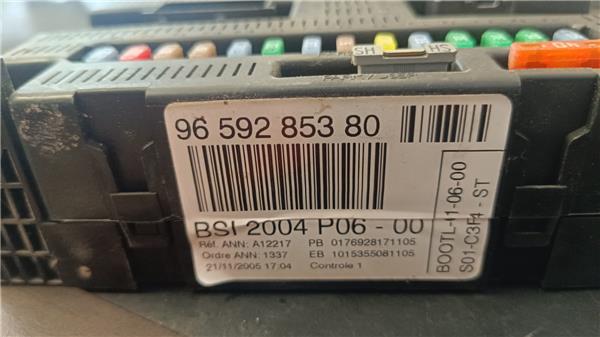 SH HS
96 592 853 80
BSI 2004 P06 - 00
Réf. ANN: A12217 PB 0176928171105
Ordre ANN: 1337 EB 1015355081105
21/11/2005 17:04 Controle 1
BOOTL-11-06-00
S01-C3F4 - ST